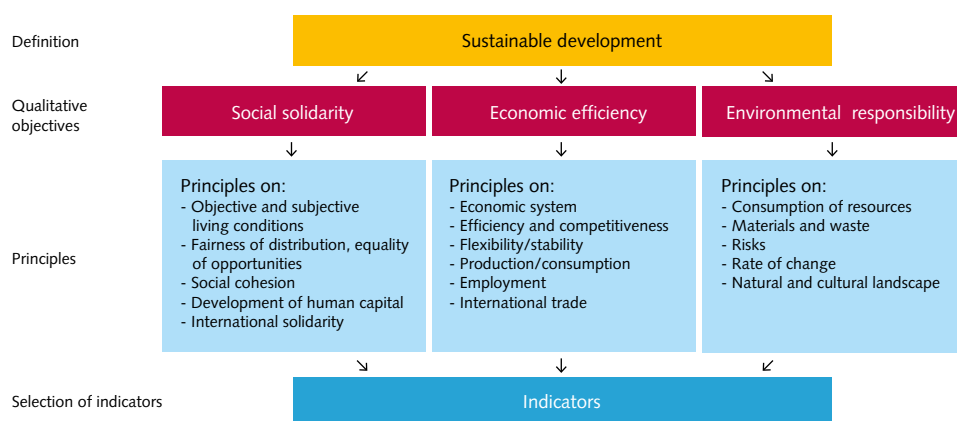 Definition
Sustainable development
Qualitative
objectives
Social solidarity
Economic efficiency
Environmental responsibility
Principles
Principles on:
- Objective and subjective
living conditions
- Fairness of distribution, equality
of opportunities
- Social cohesion
- Development of human capital
- International solidarity
Principles on:
- Economic system
- Efficiency and competitiveness
- Flexibility/stability
- Production/consumption
- Employment
- International trade
Principles on:
- Consumption of resources
- Materials and waste
- Risks
- Rate of change
- Natural and cultural landscape
Selection of indicators
Indicators